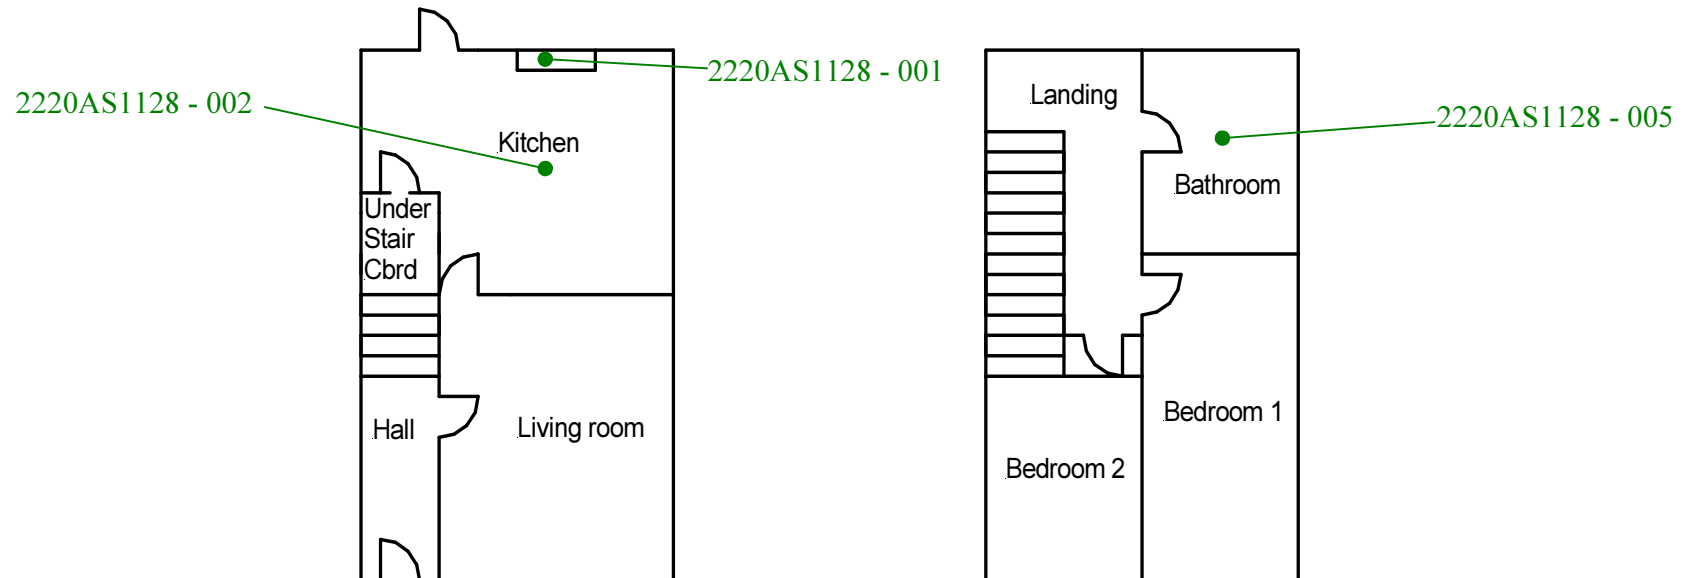 2220AS1128 - 001
2220AS1128 - 002
Kitchen
Under
Stair
Cbrd
Hall
Living room
Landing
2220AS1128 - 005
Bathroom
Bedroom 1
Bedroom 2